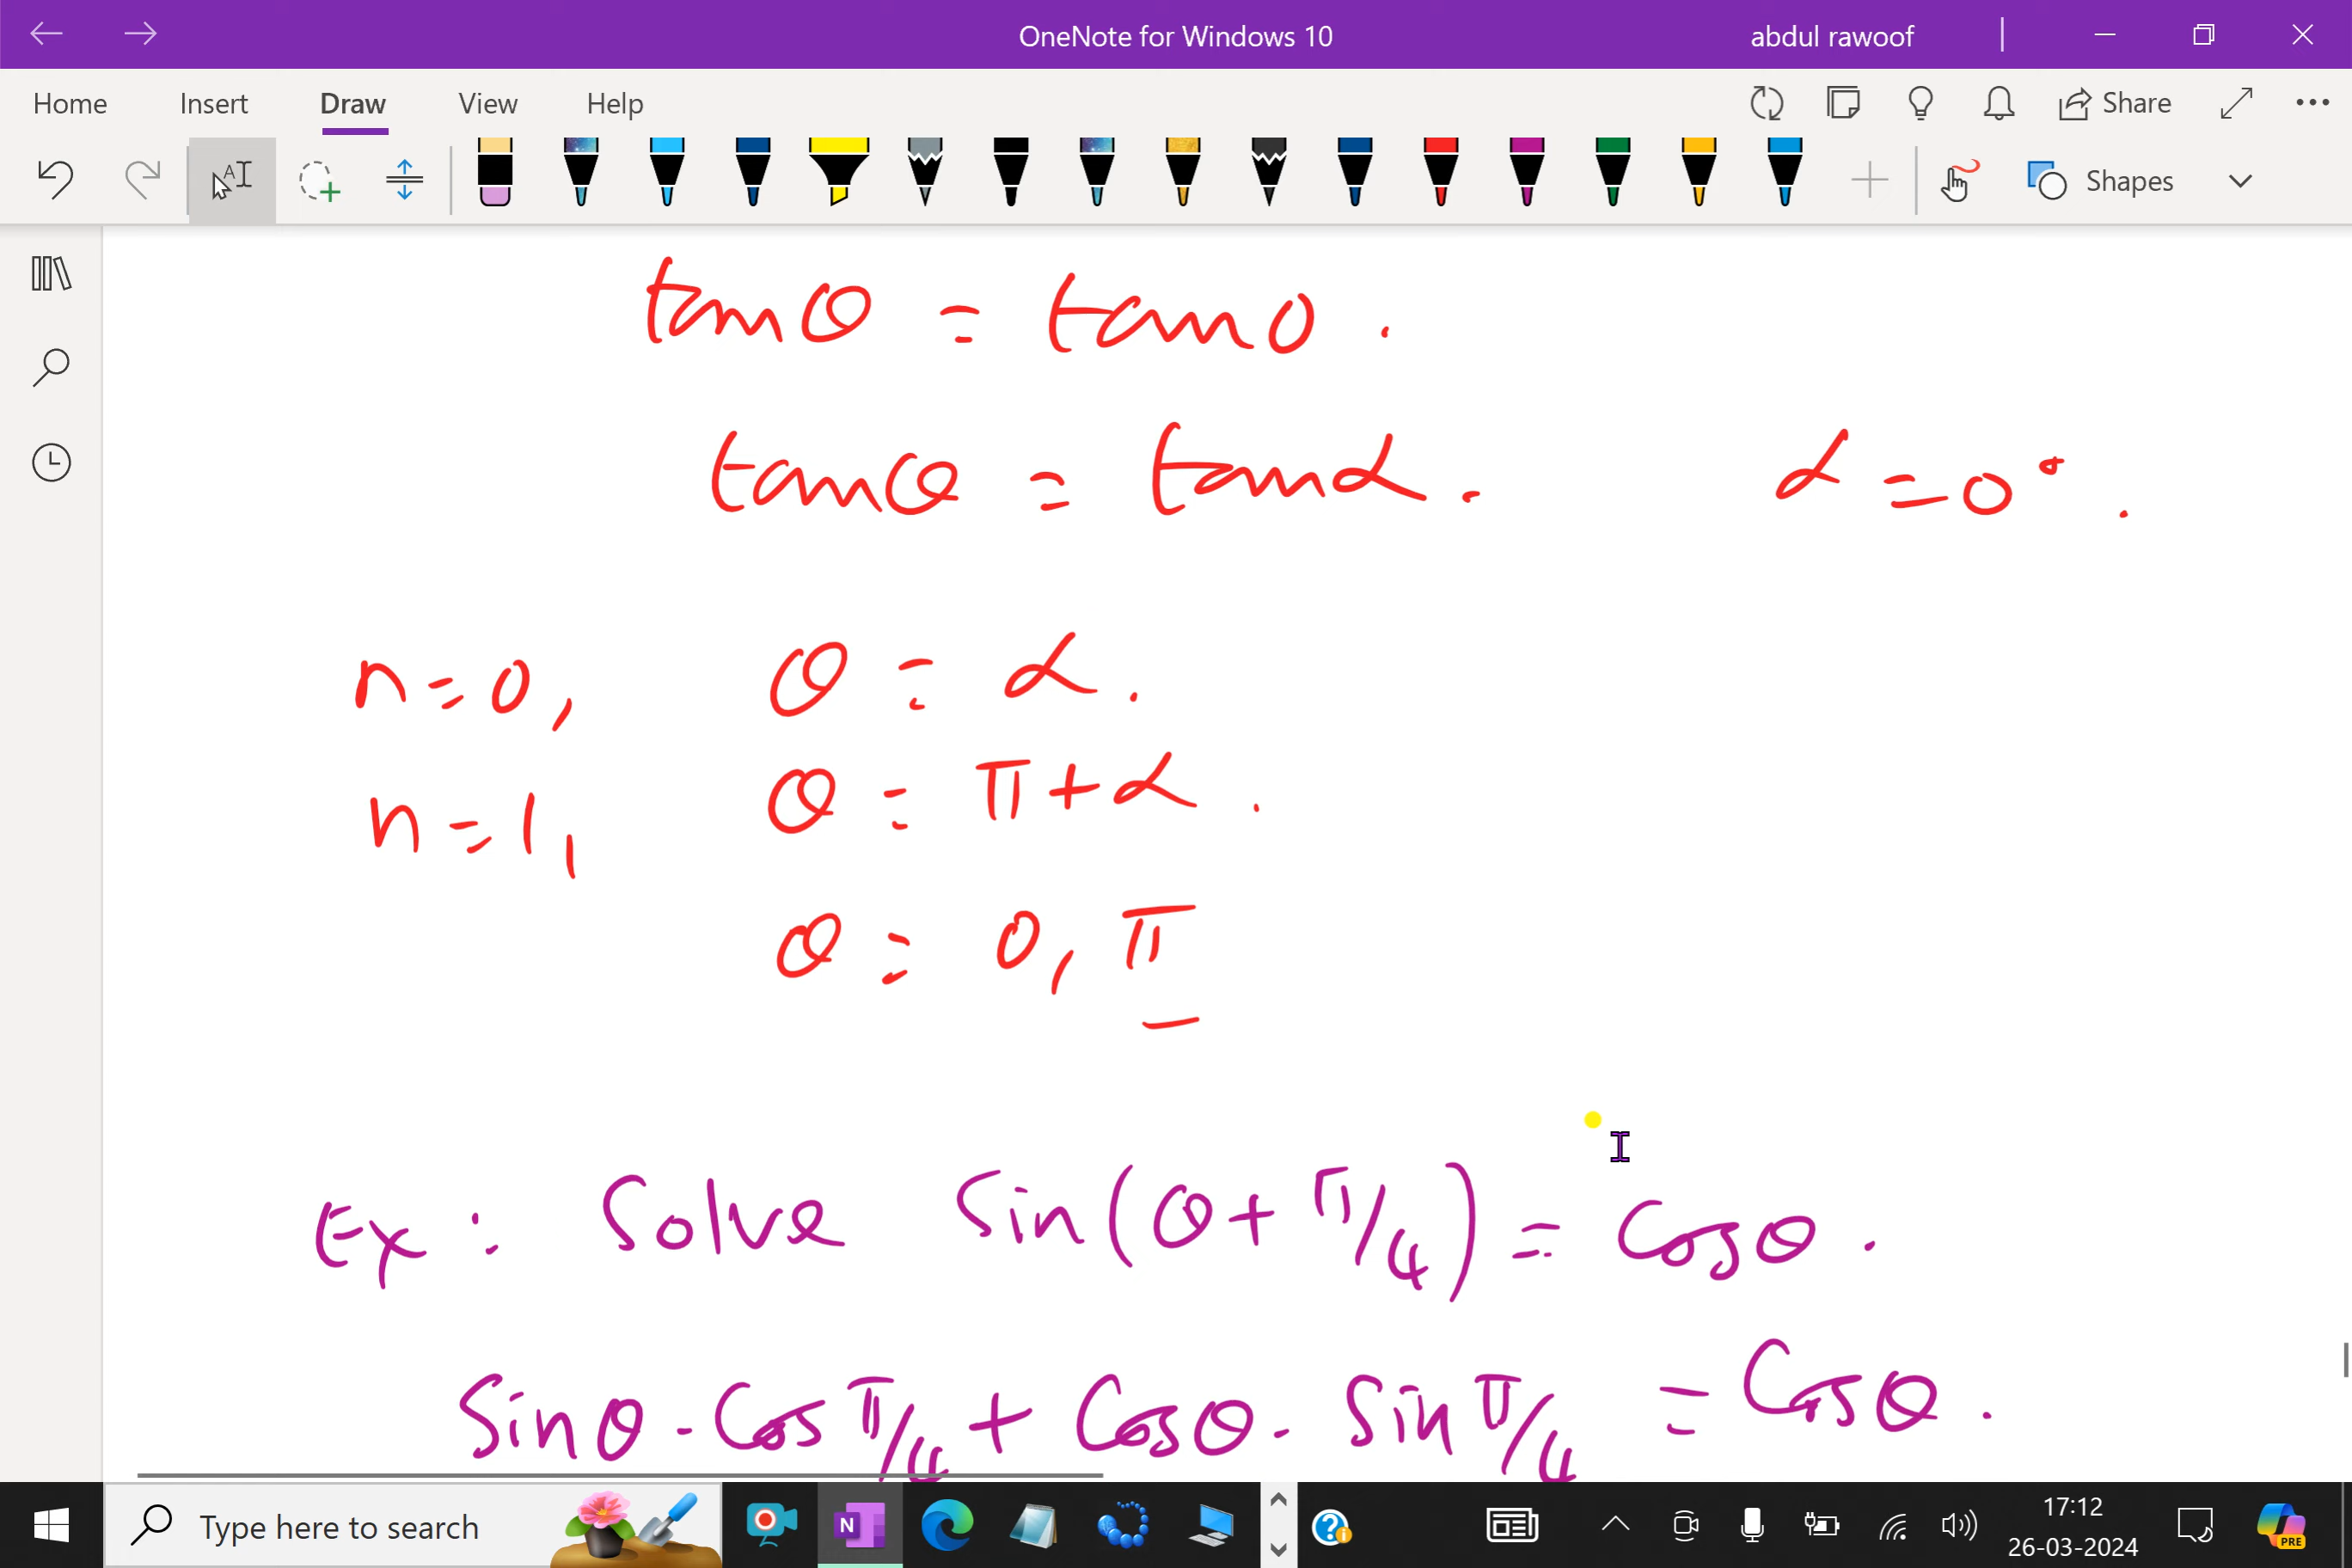 OneNote for Windows 10
abdul rawoof
Home Insert Draw View Help
Share
Shapes
tanθ = tan0.
tanθ = tanα. α = 0°.
n = 0, θ = α.
n = 1, θ = π + α.
θ = 0, π
Ex : Solve Sin(θ + π/4) = Cosθ.
Sinθ · Cos π/4 + Cosθ · Sin π/4 = Cosθ.
Type here to search
N
PRE
17:12
26-03-2024